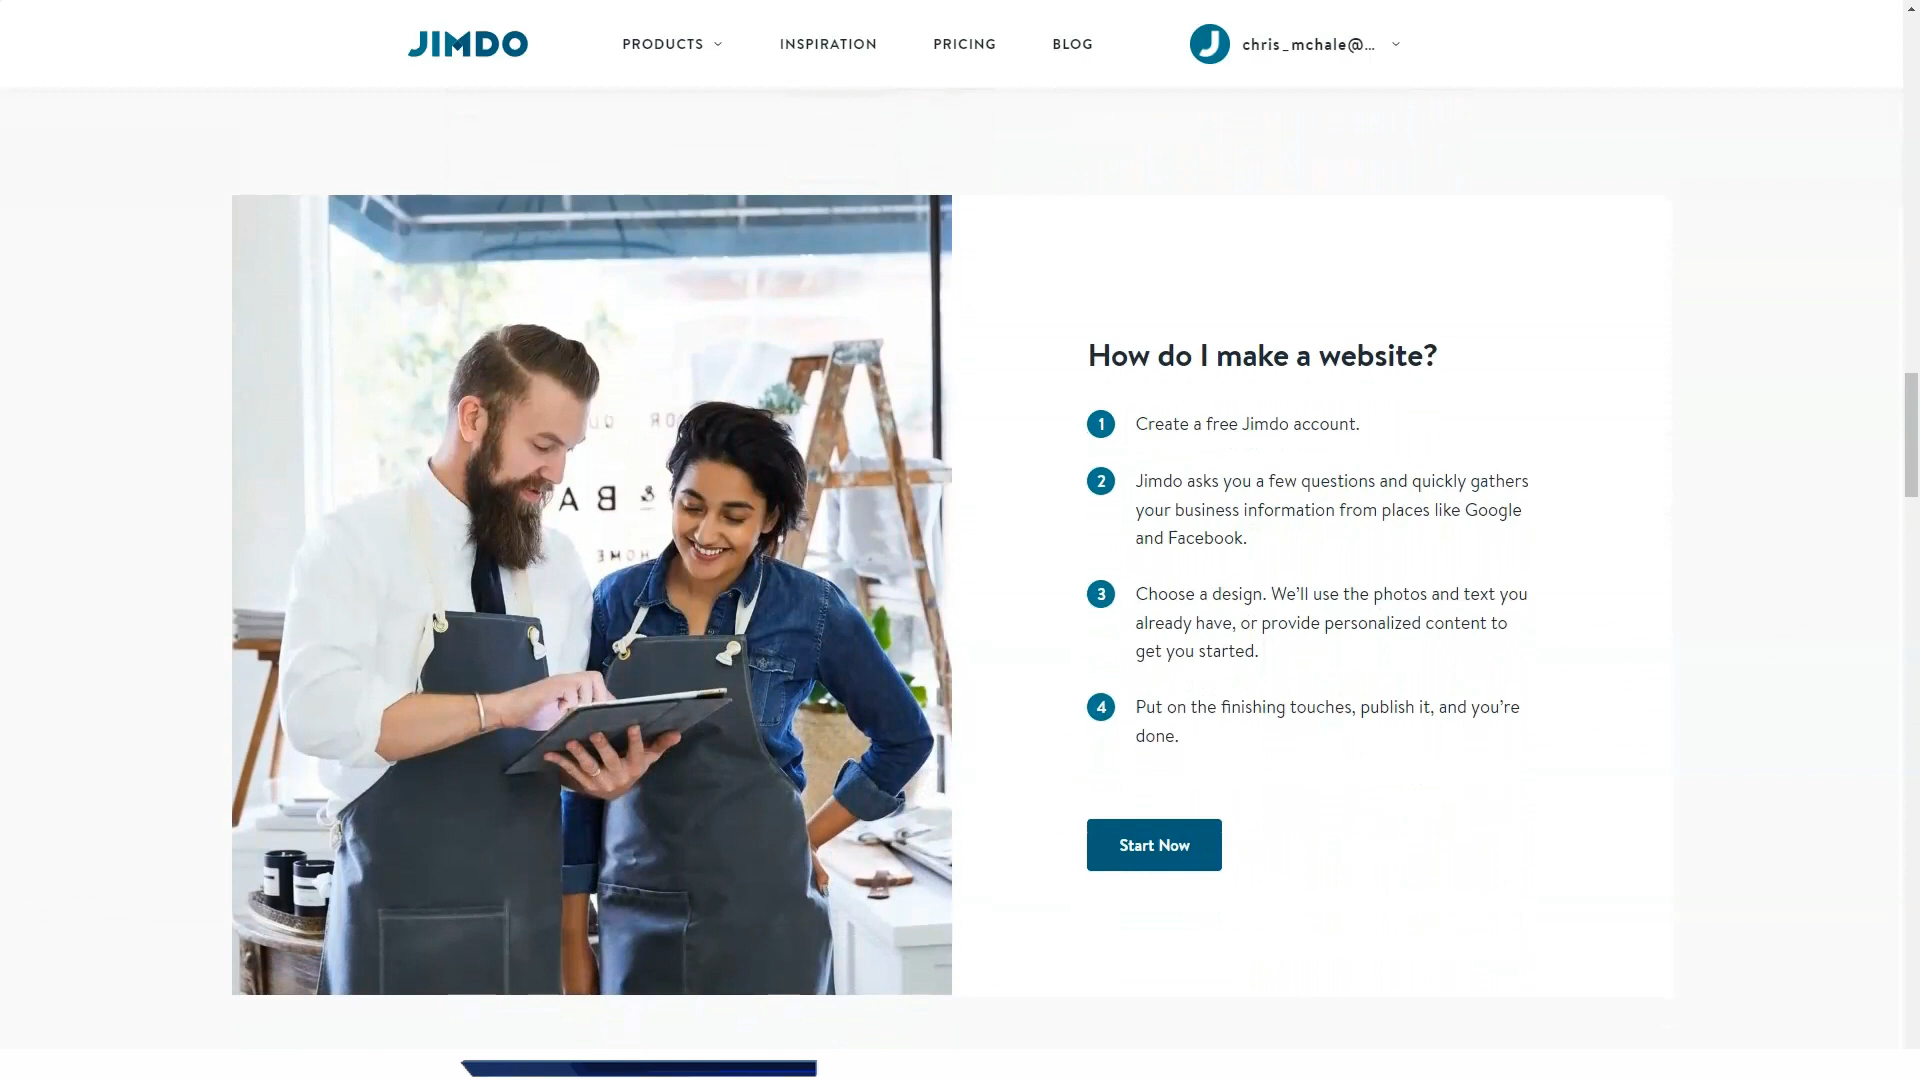 JIMDO
PRODUCTS
INSPIRATION
PRICING
BLOG
chris_mchale@...
& BA
HOME
How do I make a website?
1 Create a free Jimdo account.
2 Jimdo asks you a few questions and quickly gathers
your business information from places like Google
and Facebook.
3 Choose a design. We’ll use the photos and text you
already have, or provide personalized content to
get you started.
4 Put on the finishing touches, publish it, and you’re
done.
Start Now